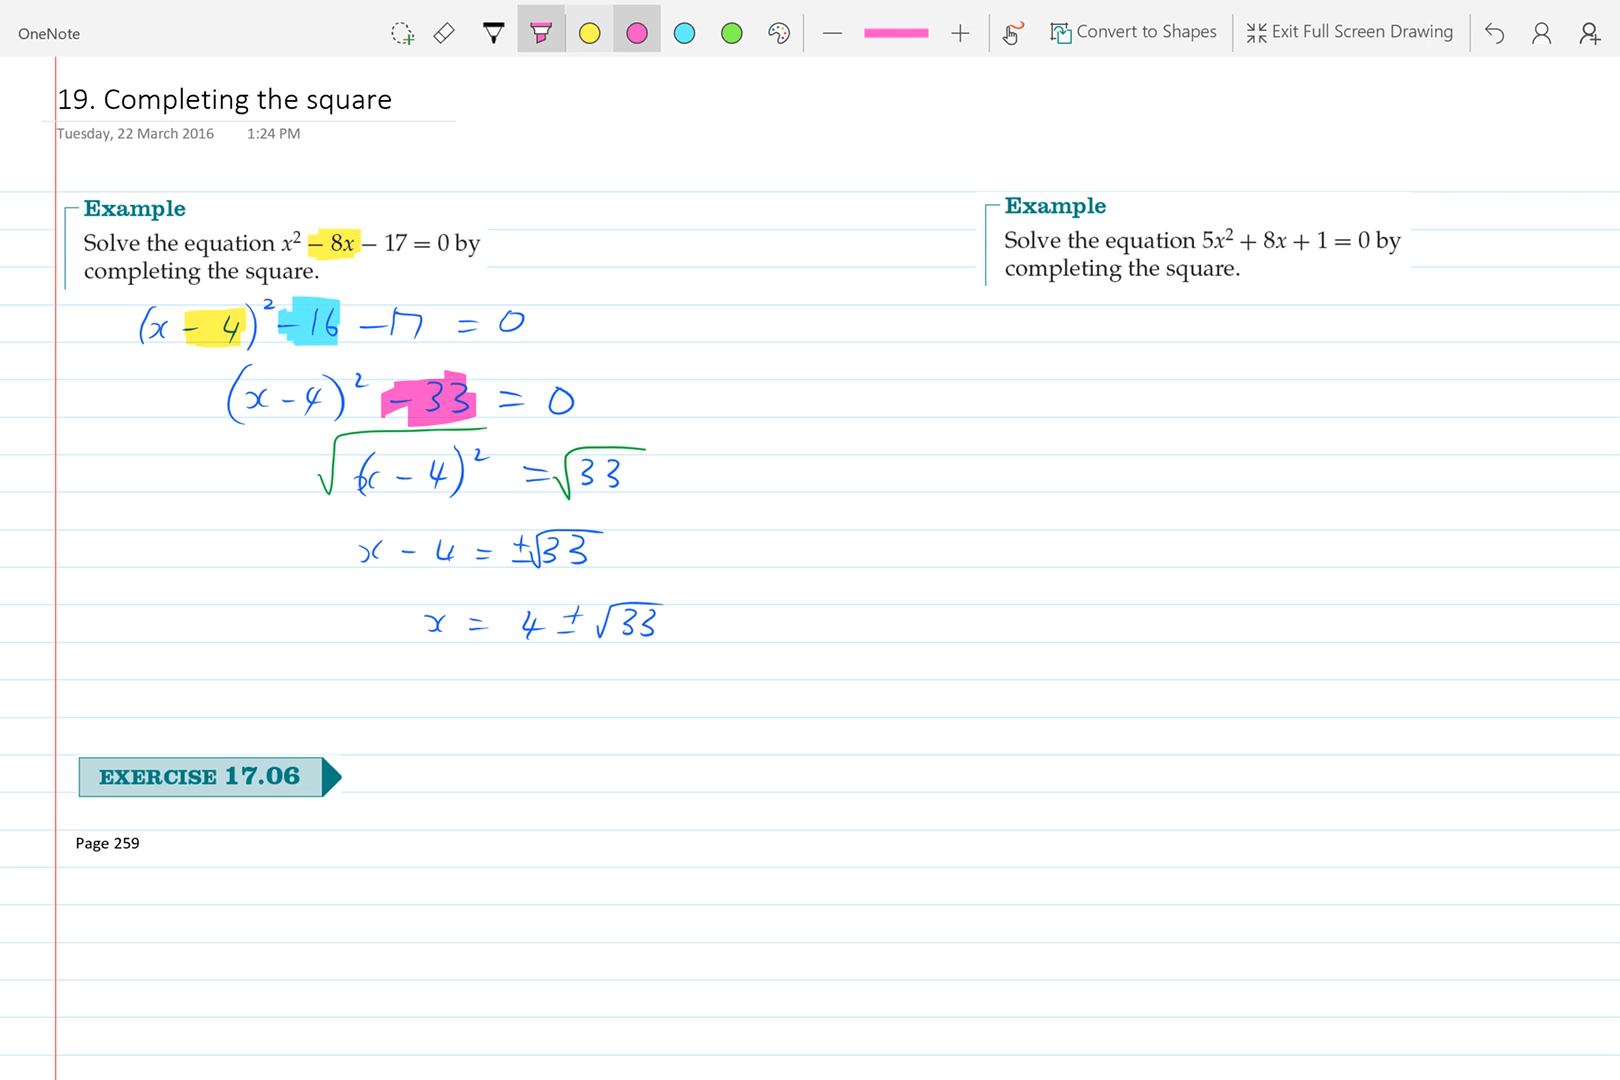 OneNote
Convert to Shapes
Exit Full Screen Drawing
19. Completing the square
Tuesday, 22 March 2016 1:24 PM
Example
Solve the equation x² – 8x – 17 = 0 by
completing the square.
(x - 4)² - 16 - 17 = 0
(x - 4)² - 33 = 0
√(x - 4)² = √33
x - 4 = ±√33
x = 4 ± √33
EXERCISE 17.06
Page 259
Example
Solve the equation 5x² + 8x + 1 = 0 by
completing the square.